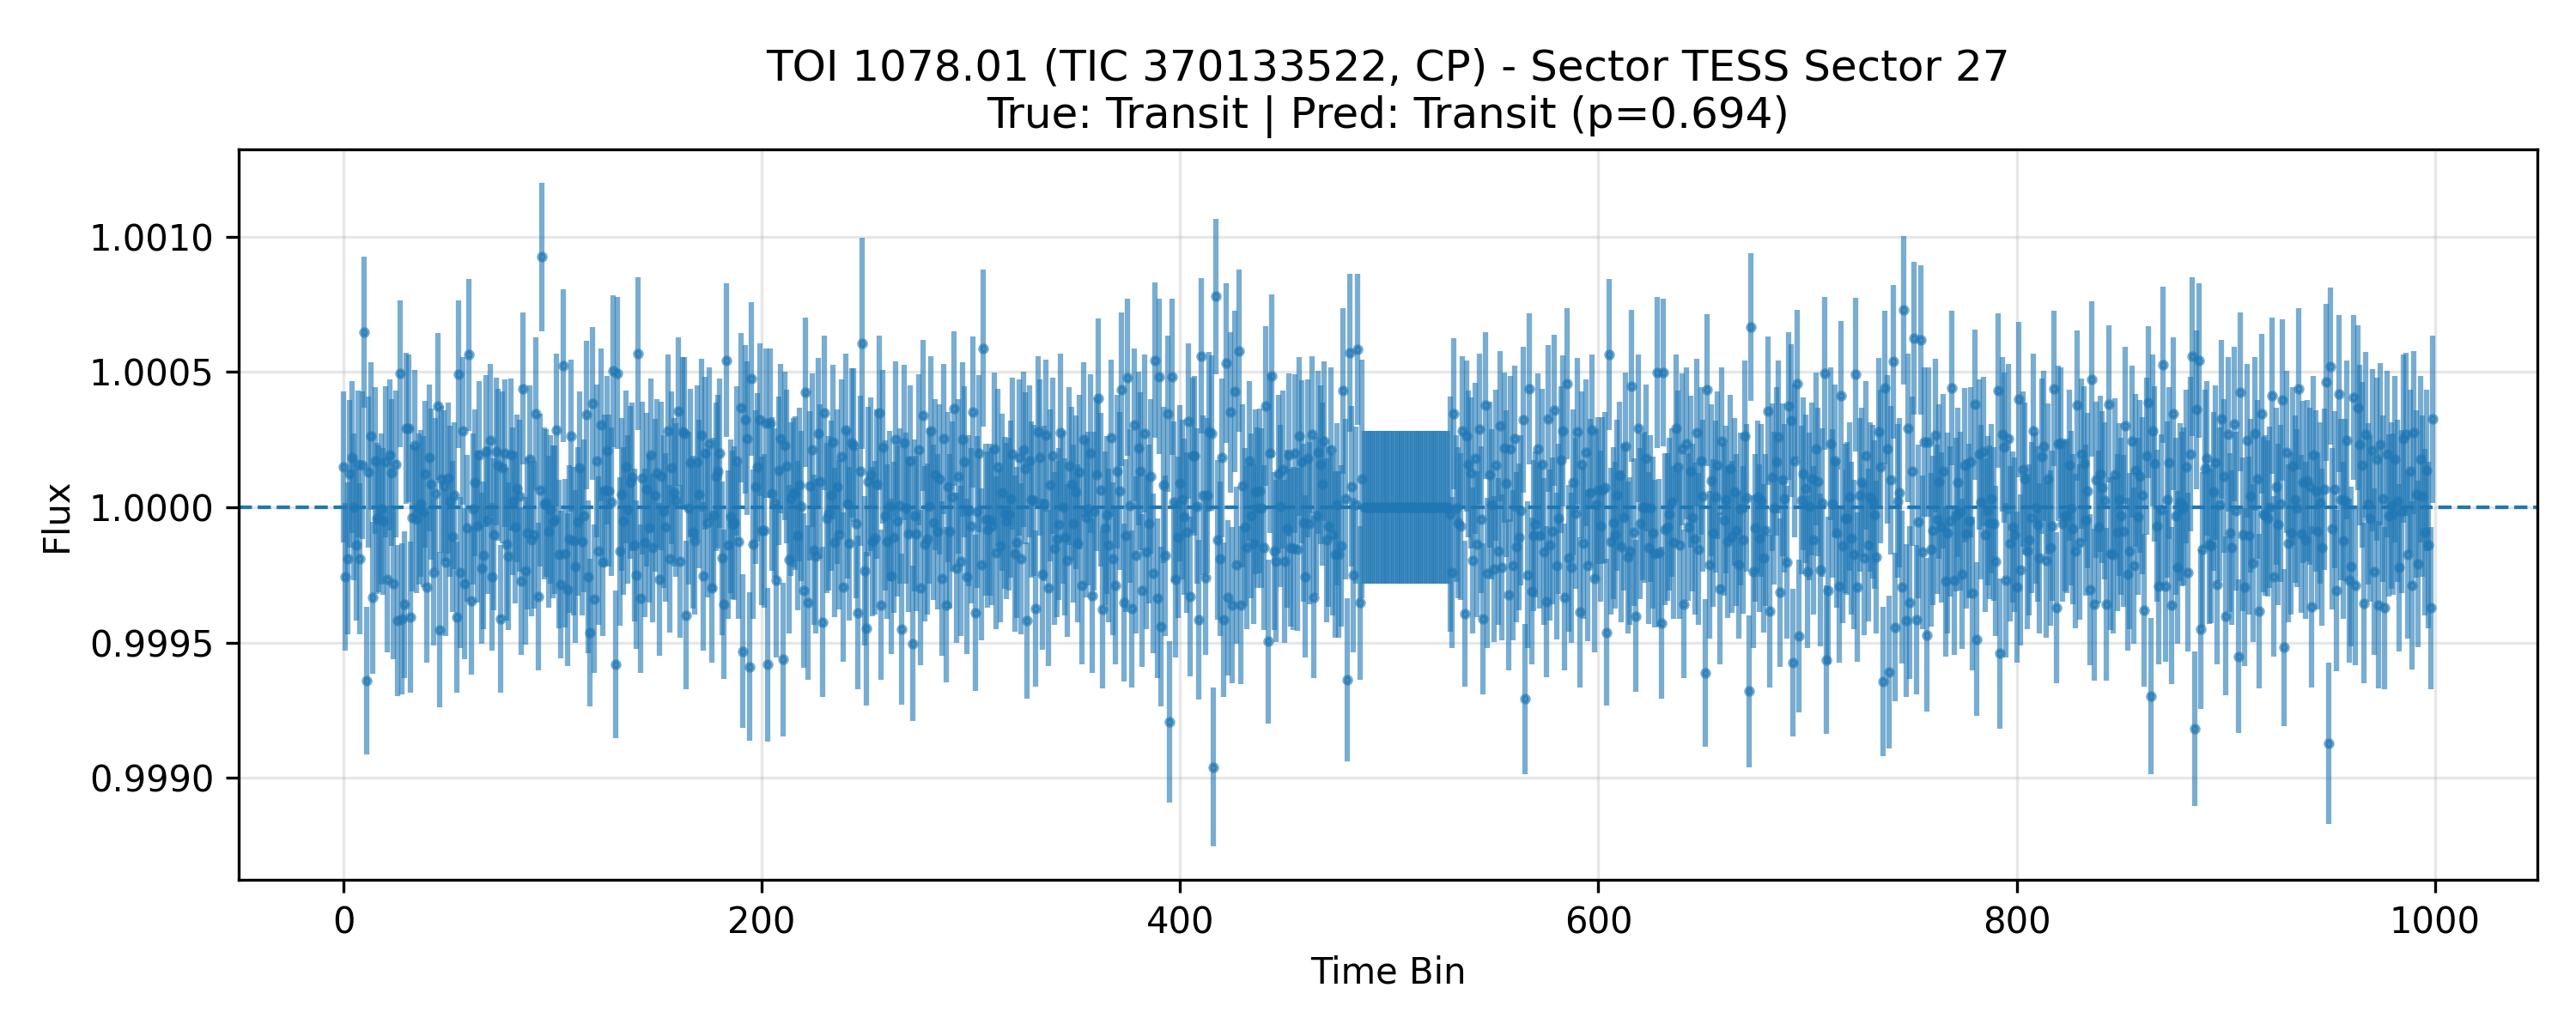 TOI 1078.01 (TIC 370133522, CP) - Sector TESS Sector 27
True: Transit | Pred: Transit (p=0.694)
1.0010
1.0005
1.0000
0.9995
0.9990
Flux
0 200 400 600 800 1000
Time Bin